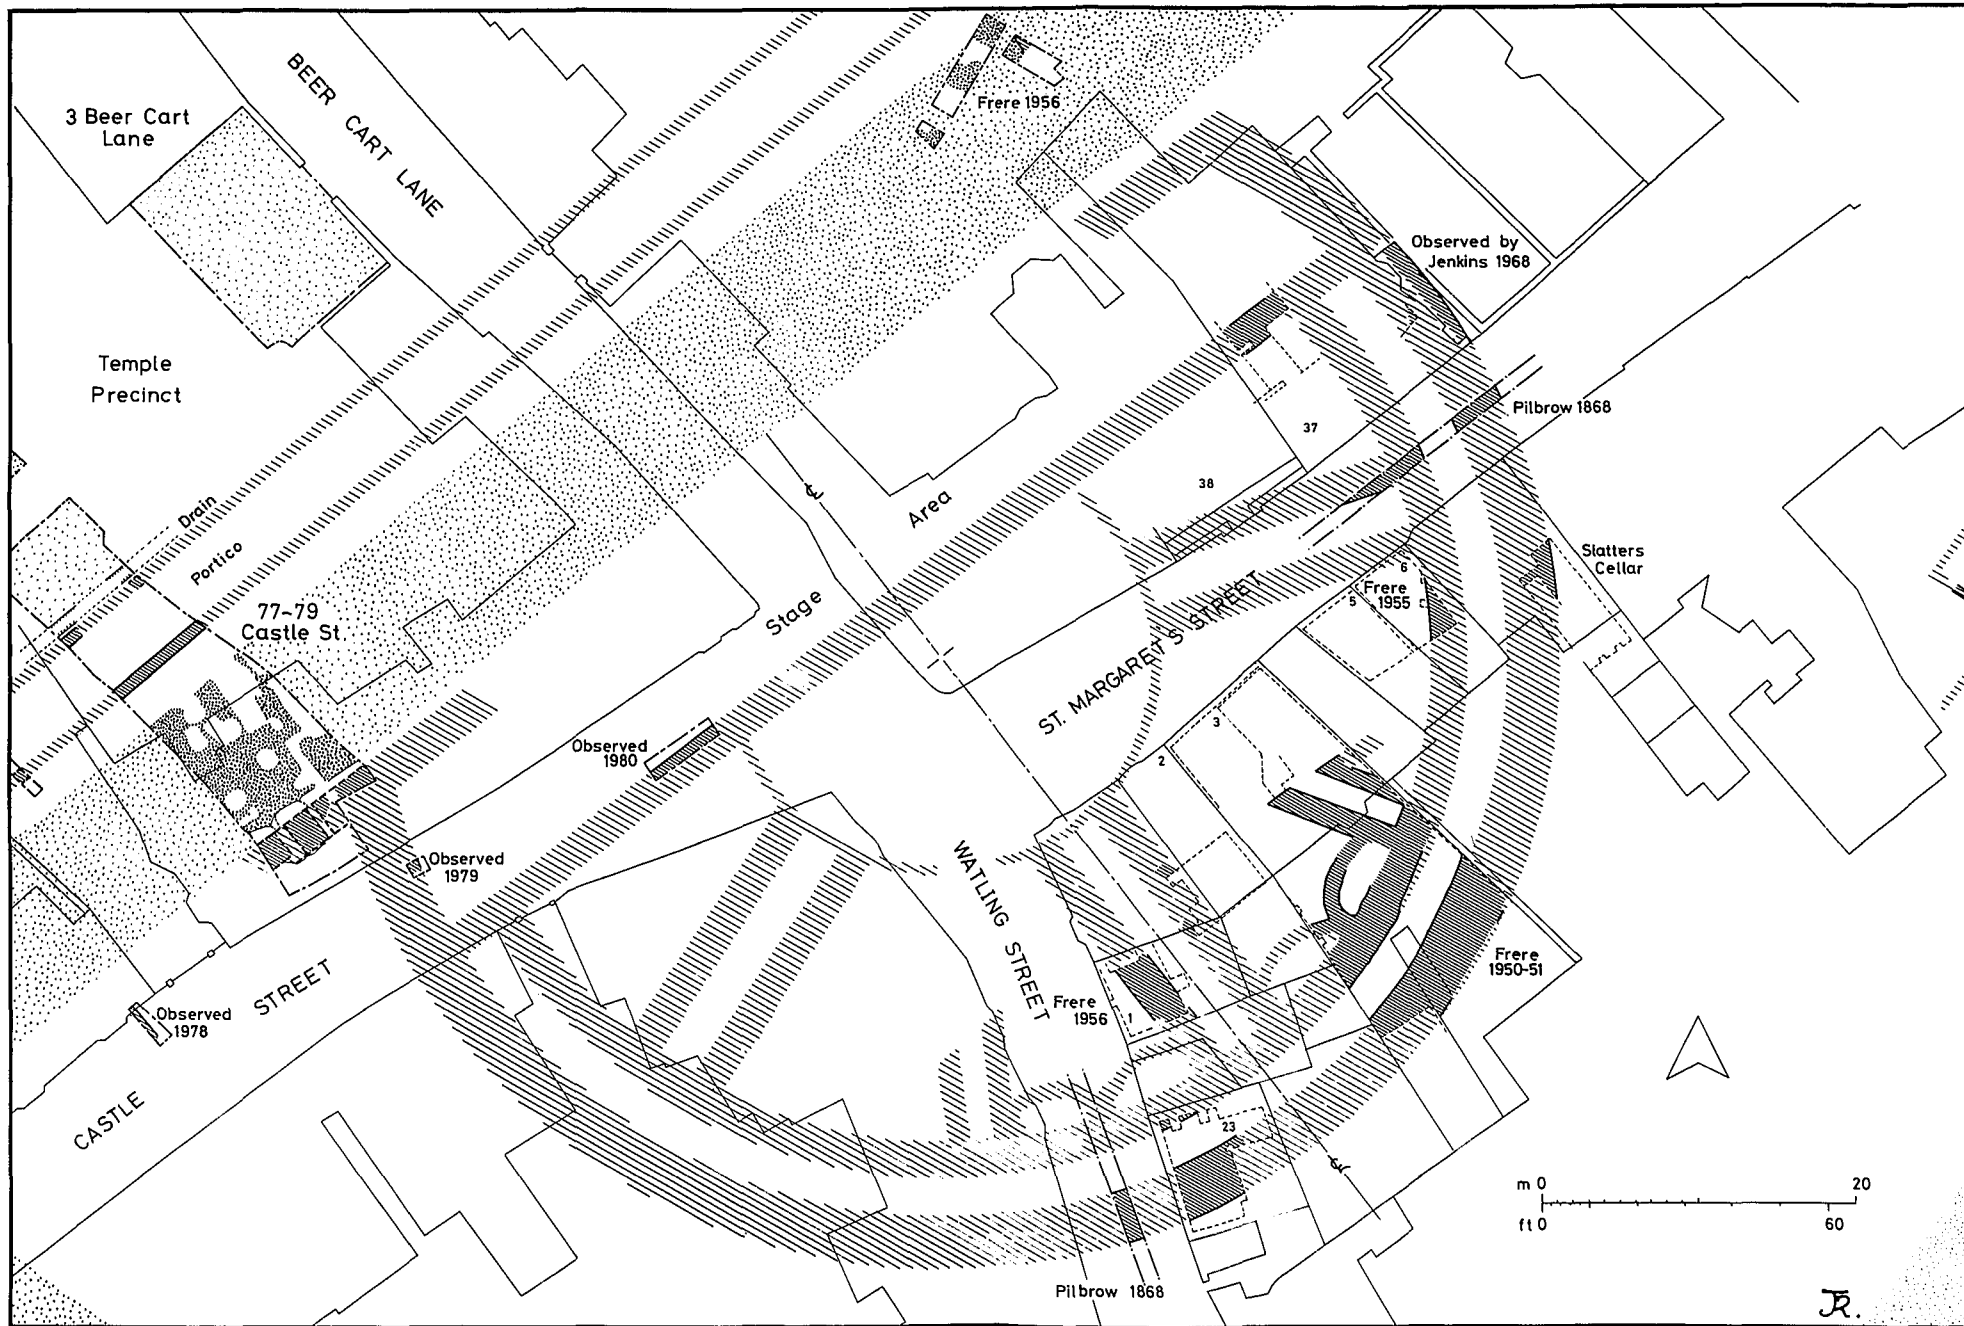 BEER CART LANE
3 Beer Cart
Lane
Frere 1956
Observed by
Jenkins 1968
Temple
Precinct
Pilbrow 1868
37
38
Drain
Portico
Area
Stage
77-79
Castle St.
Slatters
Cellar
6
Frere
1955
5
ST. MARGARET'S STREET
3
2
Observed
1980
Observed
1979
WATLING STREET
Frere
1950-51
Frere
1956
1
Observed
1978
CASTLE STREET
23
m 0 20
ft 0 60
Pilbrow 1868
JR.